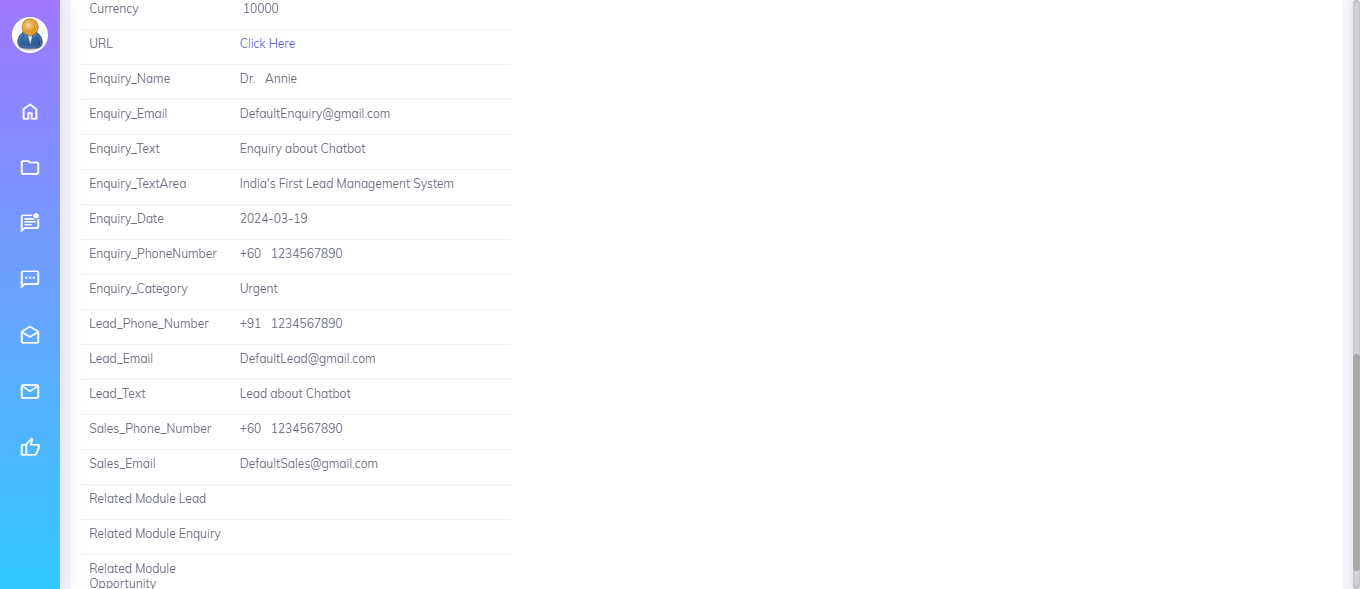 Currency 10000
URL Click Here
Enquiry_Name Dr. Annie
Enquiry_Email DefaultEnquiry@gmail.com
Enquiry_Text Enquiry about Chatbot
Enquiry_TextArea India's First Lead Management System
Enquiry_Date 2024-03-19
Enquiry_PhoneNumber +60 1234567890
Enquiry_Category Urgent
Lead_Phone_Number +91 1234567890
Lead_Email DefaultLead@gmail.com
Lead_Text Lead about Chatbot
Sales_Phone_Number +60 1234567890
Sales_Email DefaultSales@gmail.com
Related Module Lead
Related Module Enquiry
Related Module
Opportunity